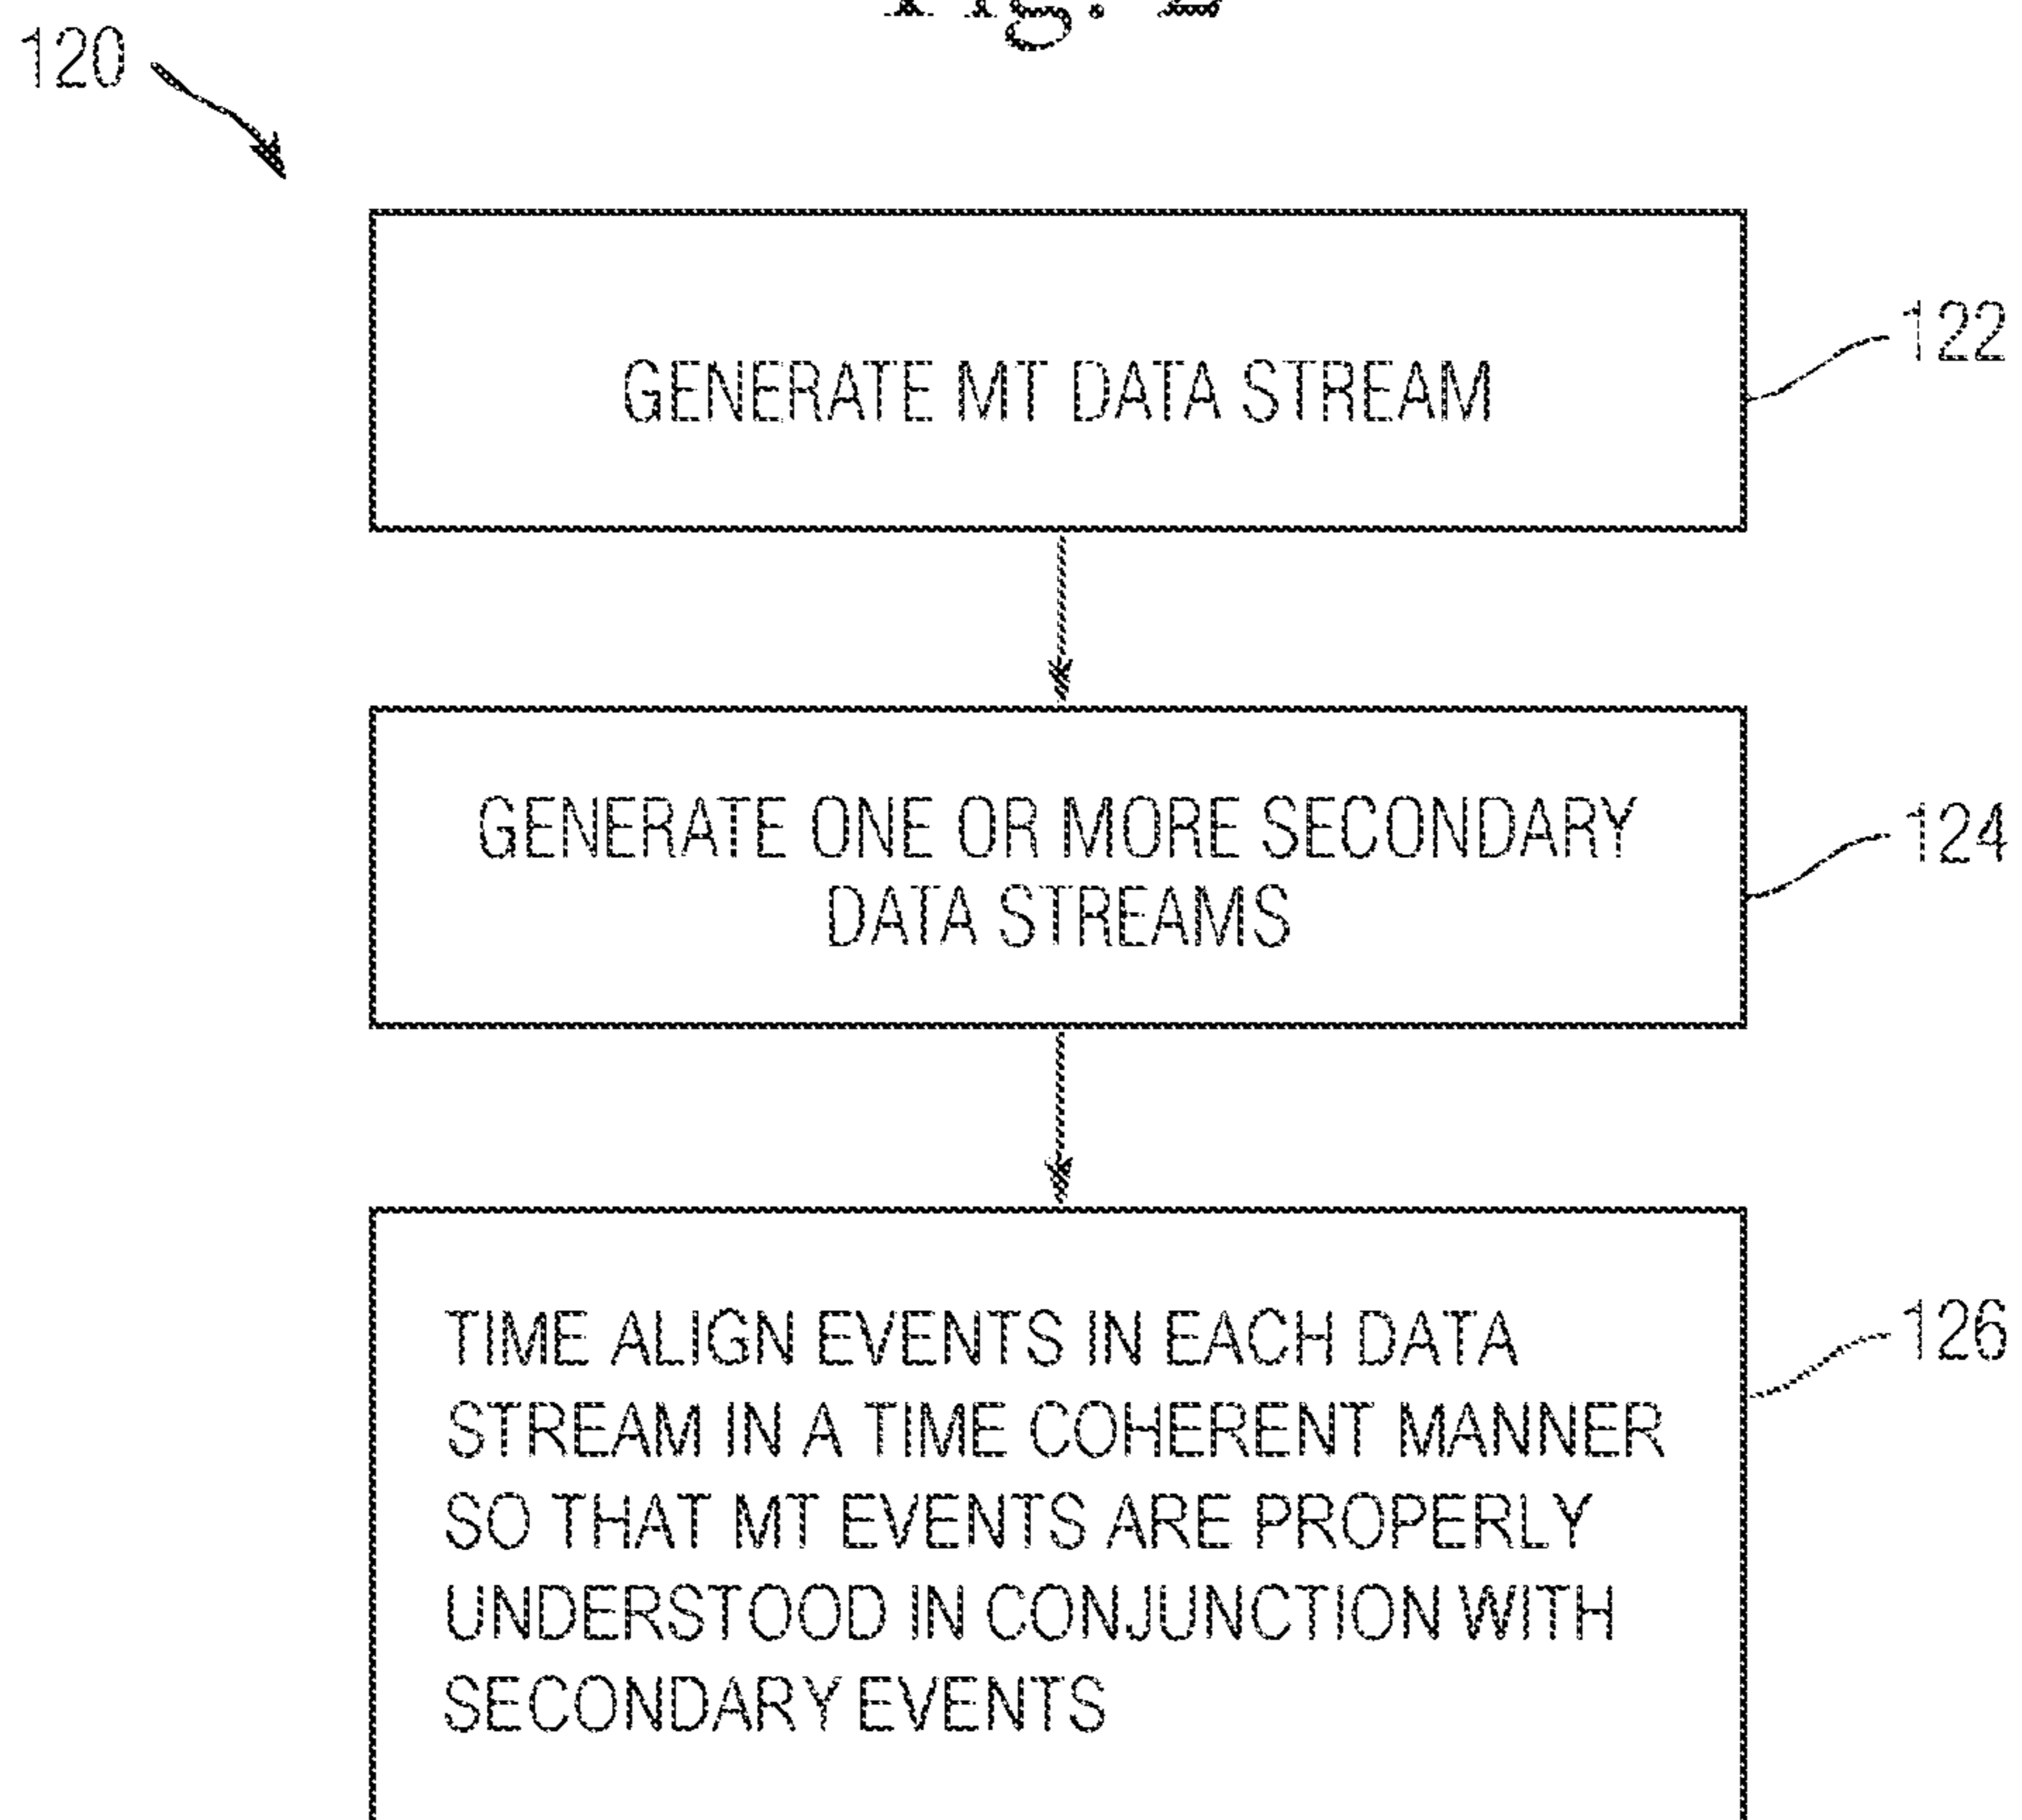 Fig. 2
120
GENERATE MT DATA STREAM
122
GENERATE ONE OR MORE SECONDARY
DATA STREAMS
124
TIME ALIGN EVENTS IN EACH DATA
STREAM IN A TIME COHERENT MANNER
SO THAT MT EVENTS ARE PROPERLY
UNDERSTOOD IN CONJUNCTION WITH
SECONDARY EVENTS
126